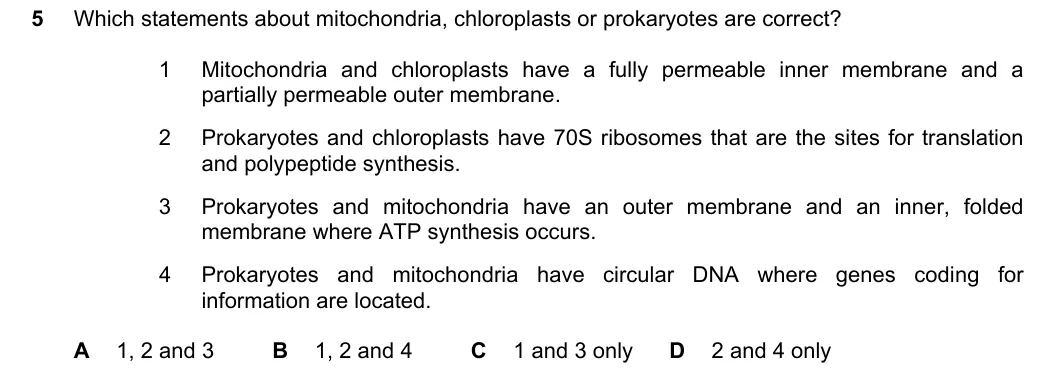 5 Which statements about mitochondria, chloroplasts or prokaryotes are correct?
1 Mitochondria and chloroplasts have a fully permeable inner membrane and a
partially permeable outer membrane.
2 Prokaryotes and chloroplasts have 70S ribosomes that are the sites for translation
and polypeptide synthesis.
3 Prokaryotes and mitochondria have an outer membrane and an inner, folded
membrane where ATP synthesis occurs.
4 Prokaryotes and mitochondria have circular DNA where genes coding for
information are located.
A 1, 2 and 3 B 1, 2 and 4 C 1 and 3 only D 2 and 4 only